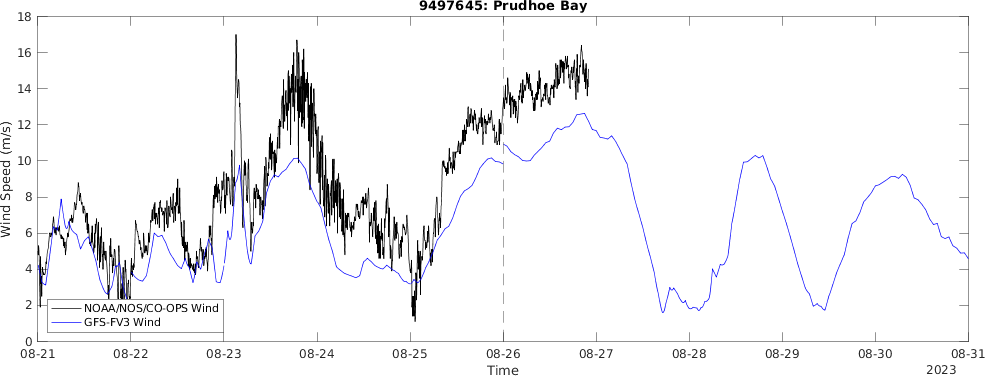 9497645: Prudhoe Bay
18
16
14
12
10
8
6
4
2
0
Wind Speed (m/s)
NOAA/NOS/CO-OPS Wind
GFS-FV3 Wind
08-21 08-22 08-23 08-24 08-25 08-26 08-27 08-28 08-29 08-30 08-31
Time
2023